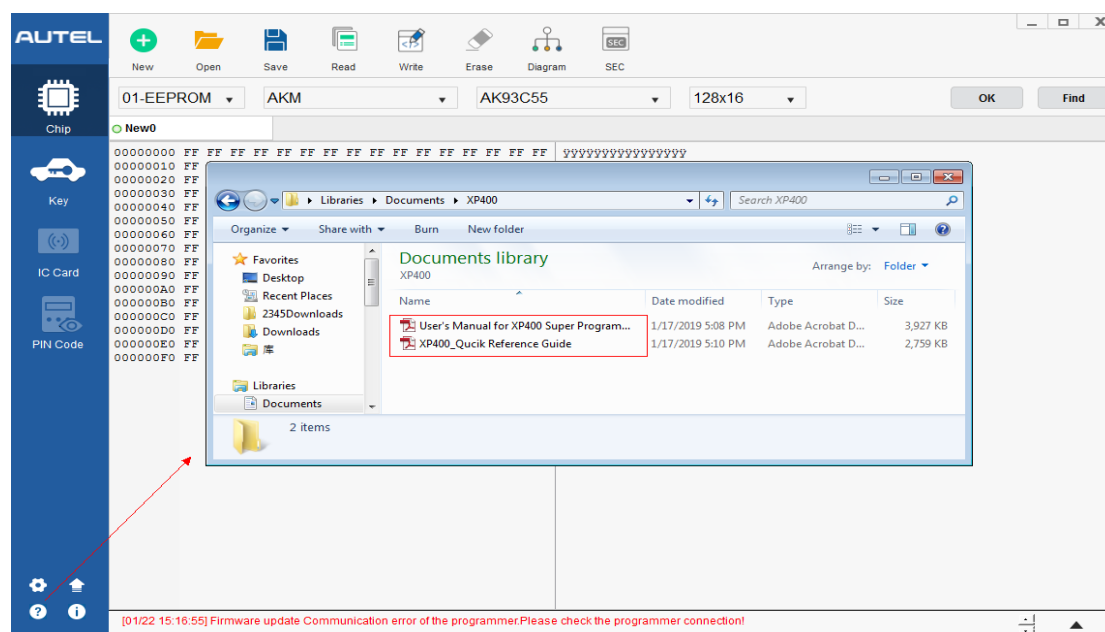 AUTEL
New Open Save Read Write Erase Diagram SEC
SEC
01-EEPROM AKM AK93C55 128x16 OK Find
Chip
Key
IC Card
PIN Code
New0
00000000 FF FF FF FF FF FF FF FF FF FF FF FF FF FF FF FF ÿÿÿÿÿÿÿÿÿÿÿÿÿÿÿÿ
00000010 FF
00000020 FF
00000030 FF
00000040 FF
00000050 FF
00000060 FF
00000070 FF
00000080 FF
00000090 FF
000000A0 FF
000000B0 FF
000000C0 FF
000000D0 FF
000000E0 FF
000000F0 FF
Libraries Documents XP400 Search XP400
Organize Share with Burn New folder
Favorites
Desktop
Recent Places
2345Downloads
Downloads
库
Libraries
Documents
Documents library
XP400
Arrange by: Folder
Name Date modified Type Size
User's Manual for XP400 Super Program... 1/17/2019 5:08 PM Adobe Acrobat D... 3,927 KB
XP400_Qucik Reference Guide 1/17/2019 5:10 PM Adobe Acrobat D... 2,759 KB
2 items
[01/22 15:16:55] Firmware update Communication error of the programmer.Please check the programmer connection!